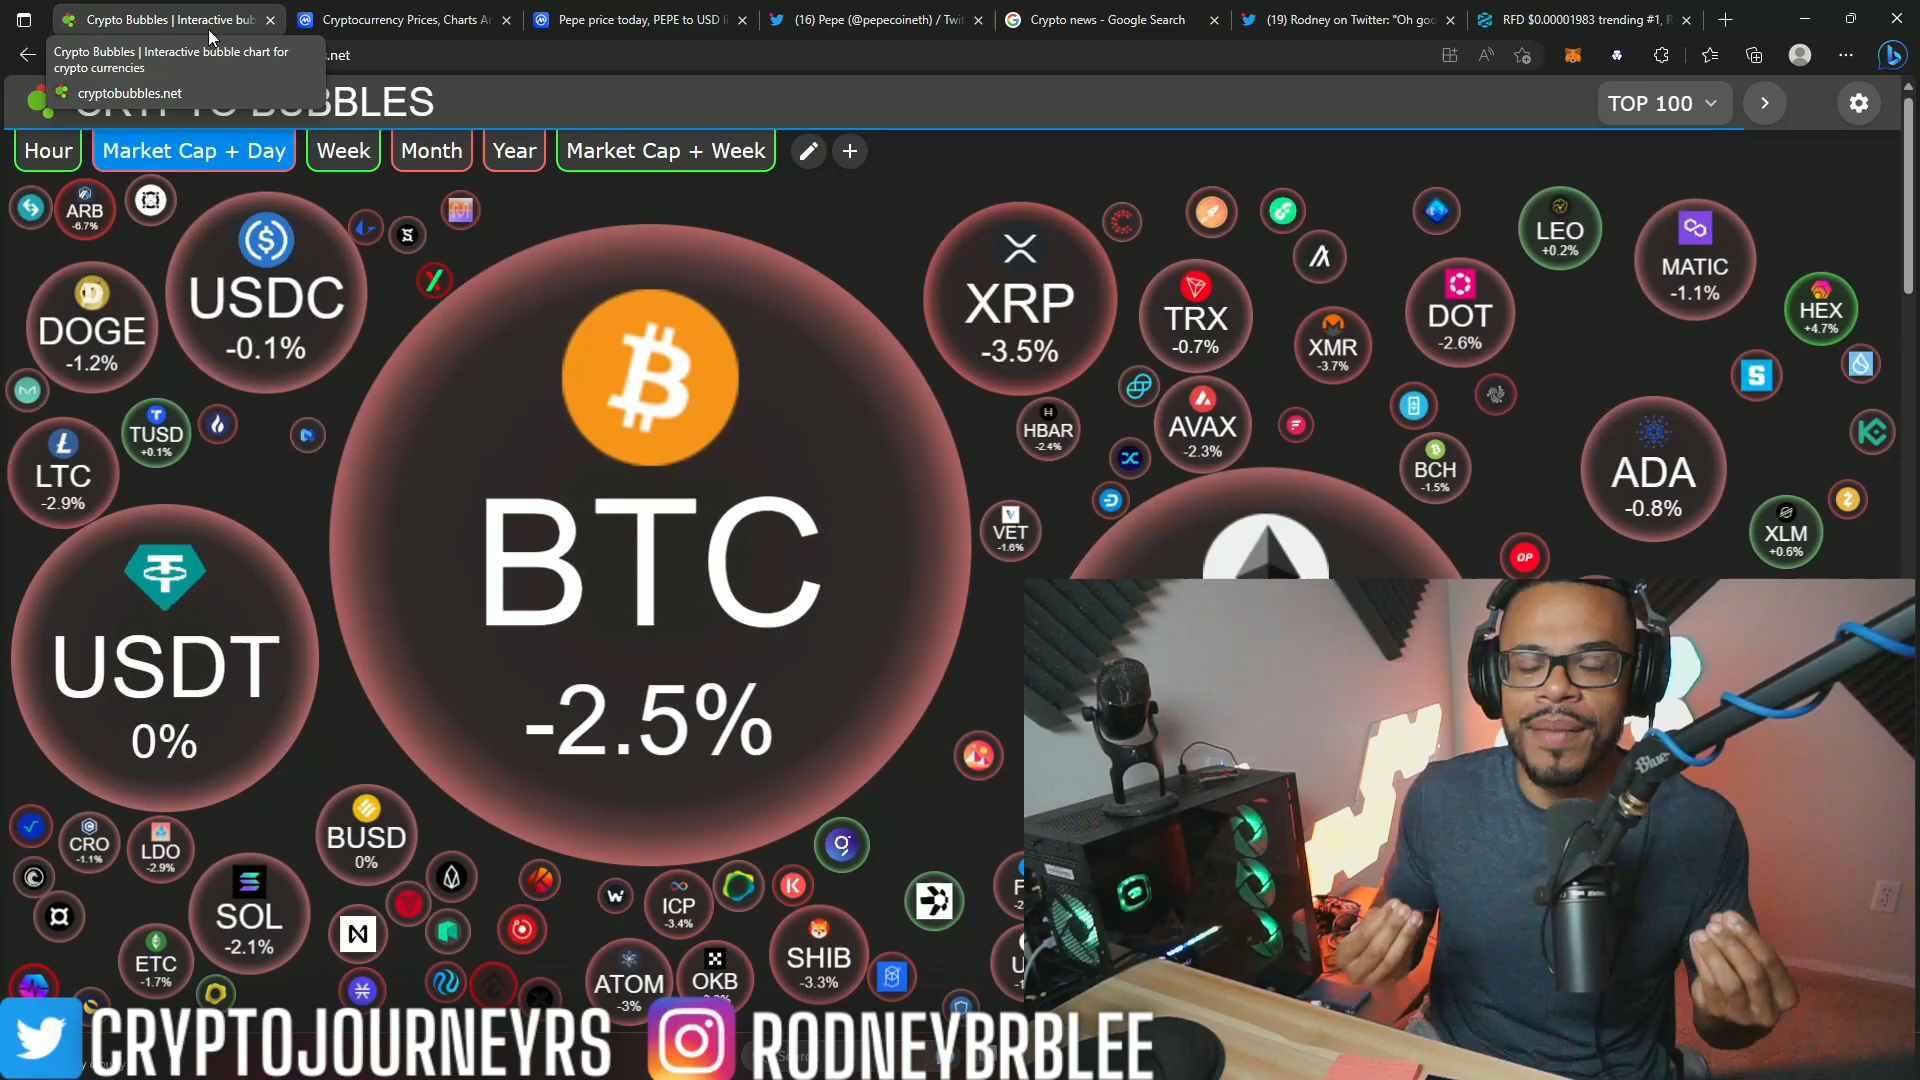 Crypto Bubbles | Interactive bub
Cryptocurrency Prices, Charts A
Pepe price today, PEPE to USD li
(16) Pepe (@pepecoineth) / Twit
Crypto news - Google Search
(19) Rodney on Twitter: "Oh goo
RFD $0.00001983 trending #1, R
Crypto Bubbles | Interactive bubble chart for
crypto currencies
cryptobubbles.net
s.net
CRYPTO BUBBLES
TOP 100
Hour
Market Cap + Day
Week
Month
Year
Market Cap + Week
ARB
-6.7%
USDC
-0.1%
DOGE
-1.2%
LTC
-2.9%
TUSD
+0.1%
USDT
0%
BTC
-2.5%
XRP
-3.5%
TRX
-0.7%
XMR
-3.7%
HBAR
-2.4%
AVAX
-2.3%
VET
-1.6%
DOT
-2.6%
BCH
-1.5%
LEO
+0.2%
MATIC
-1.1%
HEX
+4.7%
ADA
-0.8%
XLM
+0.6%
OP
CRO
-1.1%
LDO
-2.9%
BUSD
0%
SOL
-2.1%
ETC
-1.7%
ICP
-3.4%
ATOM
-3%
OKB
SHIB
-3.3%
Blue
CRYPTOJOURNEYRS
RODNEYBRBLEE